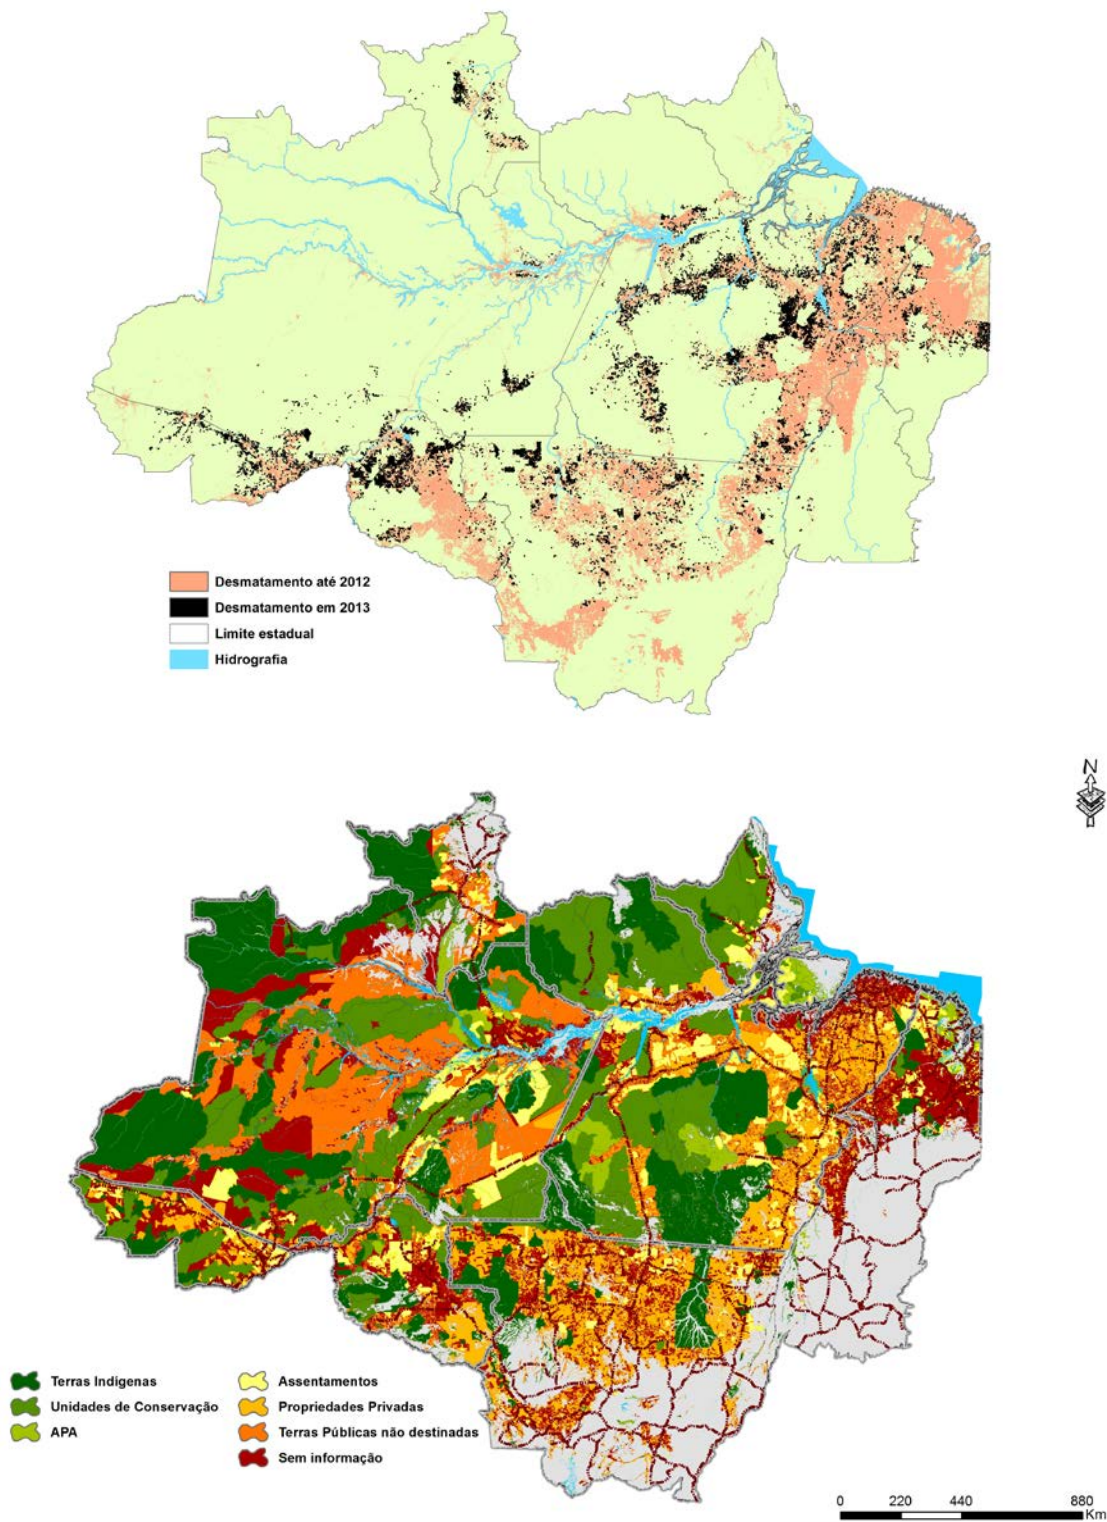 Desmatamento até 2012
Desmatamento em 2013
Limite estadual
Hidrografia
N
Terras Indígenas
Unidades de Conservação
APA
Assentamentos
Propriedades Privadas
Terras Públicas não destinadas
Sem informação
0 220 440 880
Km